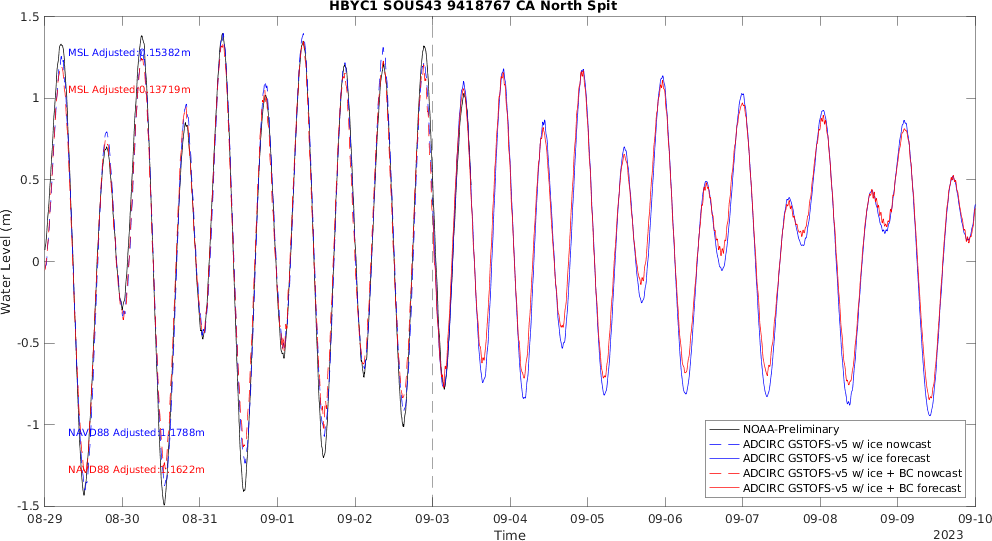 HBYC1 SOUS43 9418767 CA North Spit
1.5
MSL Adjusted:0.15382m
MSL Adjusted:0.13719m
1
0.5
Water Level (m)
0
-0.5
-1
NAVD88 Adjusted:1.1788m
NAVD88 Adjusted:1.1622m
-1.5
NOAA-Preliminary
ADCIRC GSTOFS-v5 w/ ice nowcast
ADCIRC GSTOFS-v5 w/ ice forecast
ADCIRC GSTOFS-v5 w/ ice + BC nowcast
ADCIRC GSTOFS-v5 w/ ice + BC forecast
08-29 08-30 08-31 09-01 09-02 09-03 09-04 09-05 09-06 09-07 09-08 09-09 09-10
Time
2023